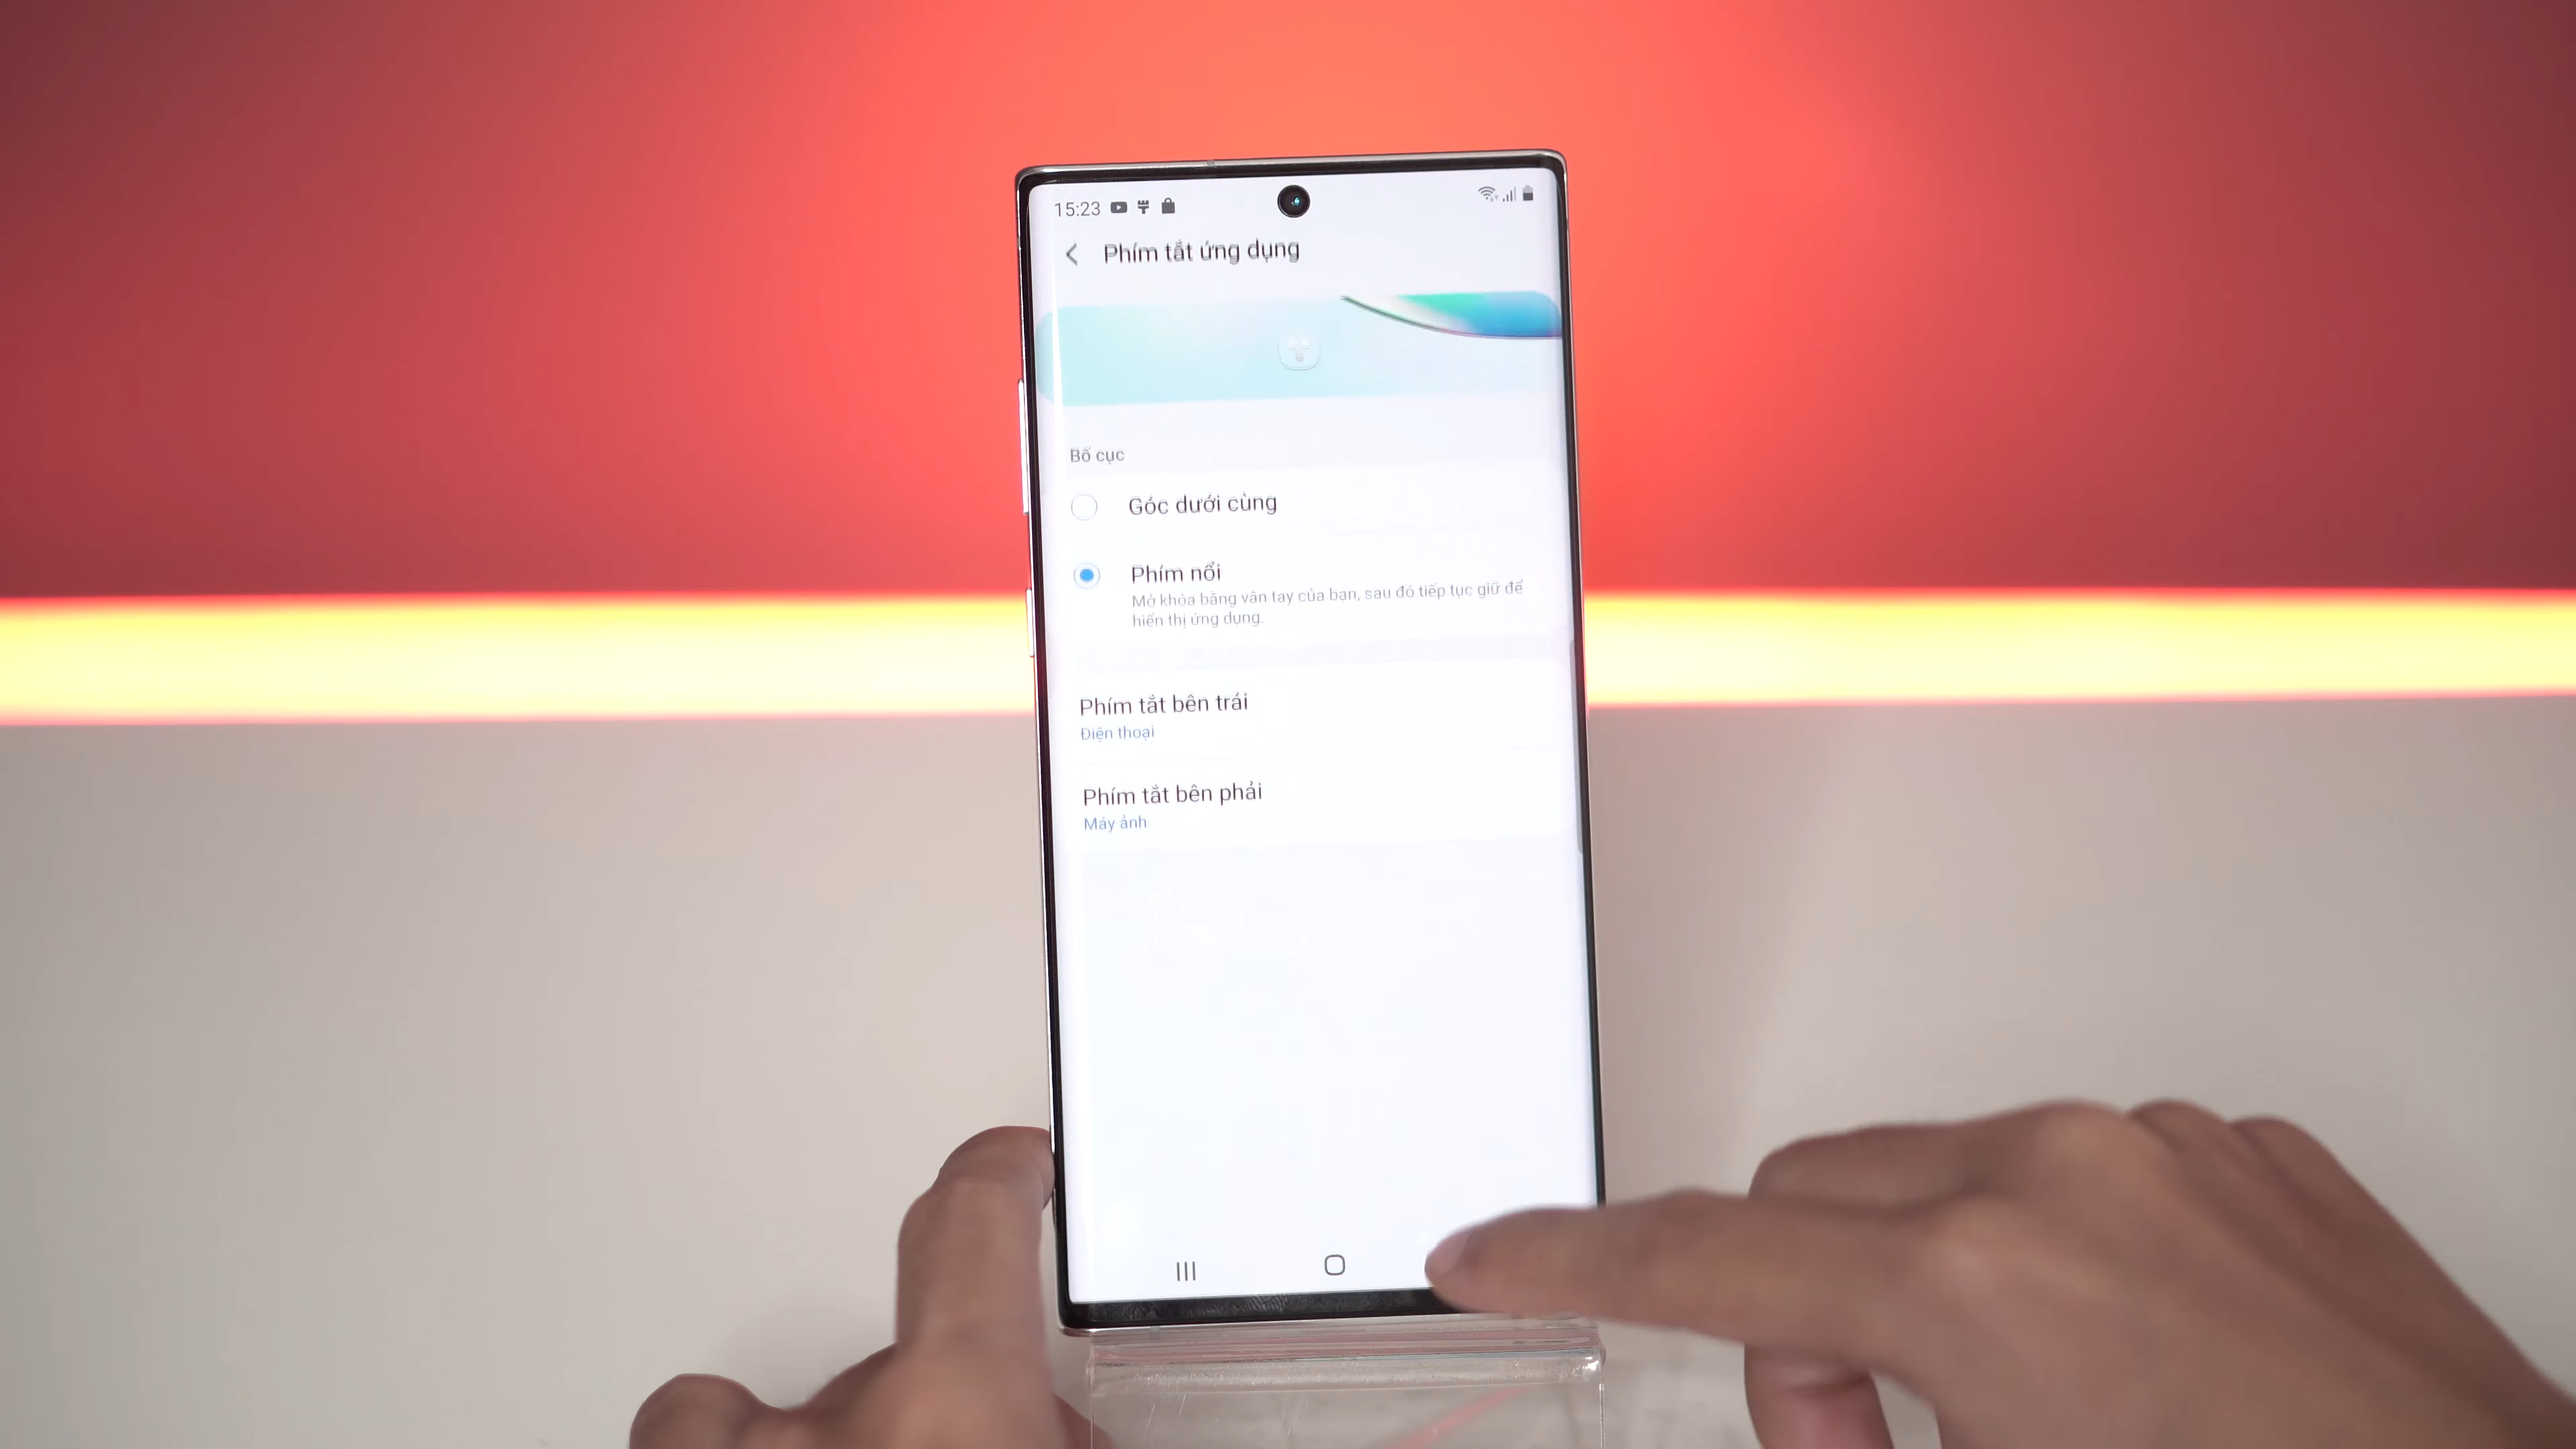 15:23
Phím tắt ứng dụng
Bố cục
Góc dưới cùng
Phím nổi
Mở khóa bằng vân tay của bạn, sau đó tiếp tục giữ để
hiển thị ứng dụng.
Phím tắt bên trái
Điện thoại
Phím tắt bên phải
Máy ảnh